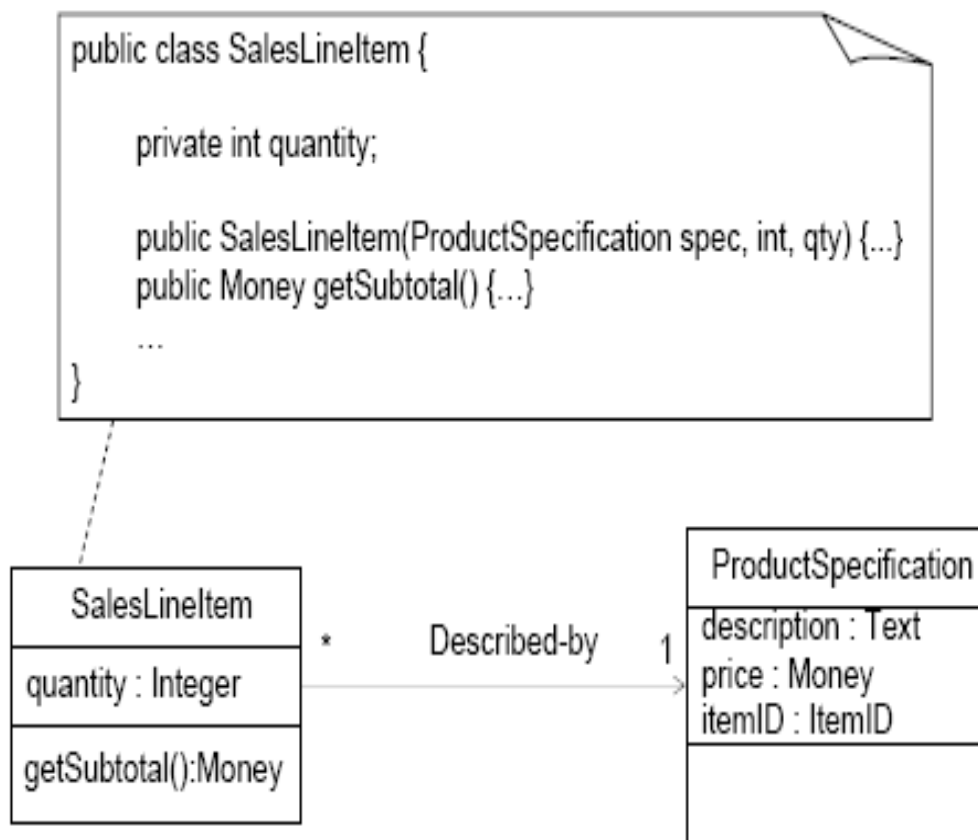 public class SalesLineItem {
private int quantity;
public SalesLineItem(ProductSpecification spec, int, qty) {...}
public Money getSubtotal() {...}
...
}
SalesLineItem
quantity : Integer
getSubtotal():Money
*
Described-by
1
ProductSpecification
description : Text
price : Money
itemID : ItemID